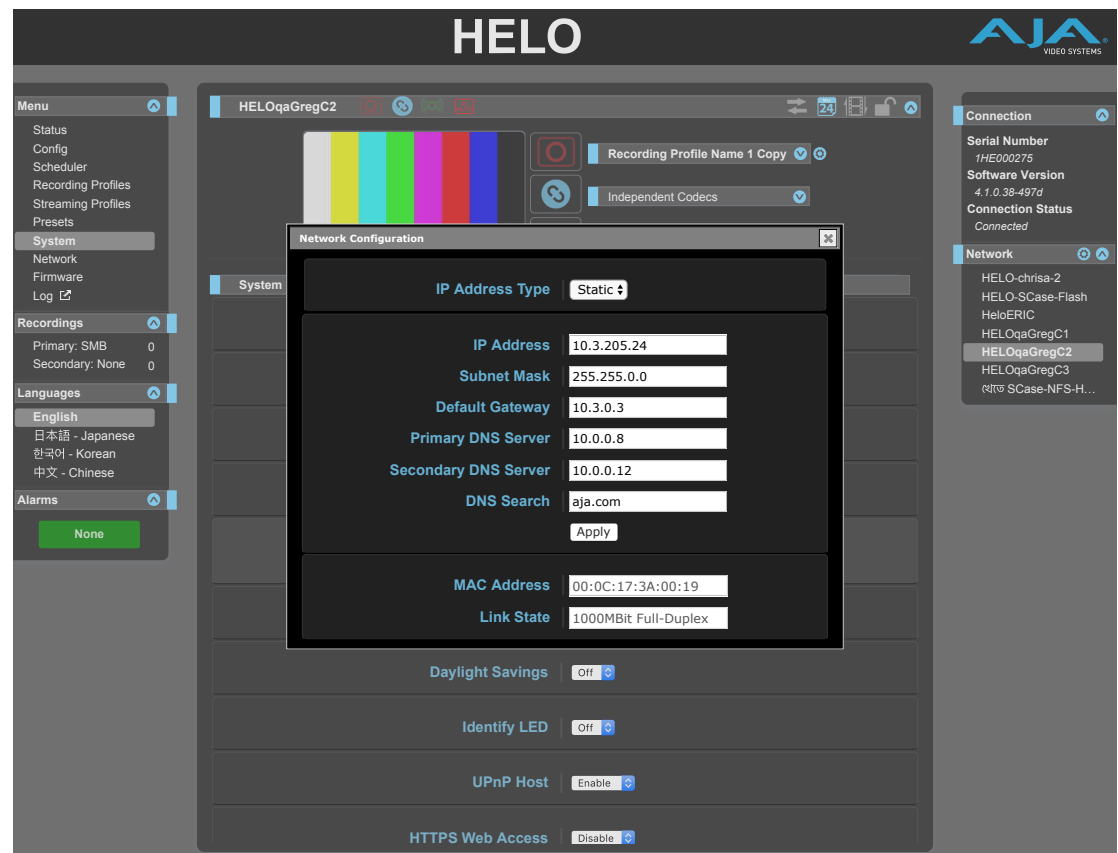 HELO
AJA
VIDEO SYSTEMS
Menu
Status
Config
Scheduler
Recording Profiles
Streaming Profiles
Presets
System
Network
Firmware
Log
Recordings
Primary: SMB 0
Secondary: None 0
Languages
English
日本語 - Japanese
한국어 - Korean
中文 - Chinese
Alarms
None
HELOqaGregC2
24
Recording Profile Name 1 Copy
Independent Codecs
System
Network Configuration
IP Address Type Static
IP Address 10.3.205.24
Subnet Mask 255.255.0.0
Default Gateway 10.3.0.3
Primary DNS Server 10.0.0.8
Secondary DNS Server 10.0.0.12
DNS Search aja.com
Apply
MAC Address 00:0C:17:3A:00:19
Link State 1000MBit Full-Duplex
Daylight Savings Off
Identify LED Off
UPnP Host Enable
HTTPS Web Access Disable
Connection
Serial Number
1HE000275
Software Version
4.1.0.38-497d
Connection Status
Connected
Network
HELO-chrisa-2
HELO-SCase-Flash
HeloERIC
HELOqaGregC1
HELOqaGregC2
HELOqaGregC3
SCase-NFS-H...